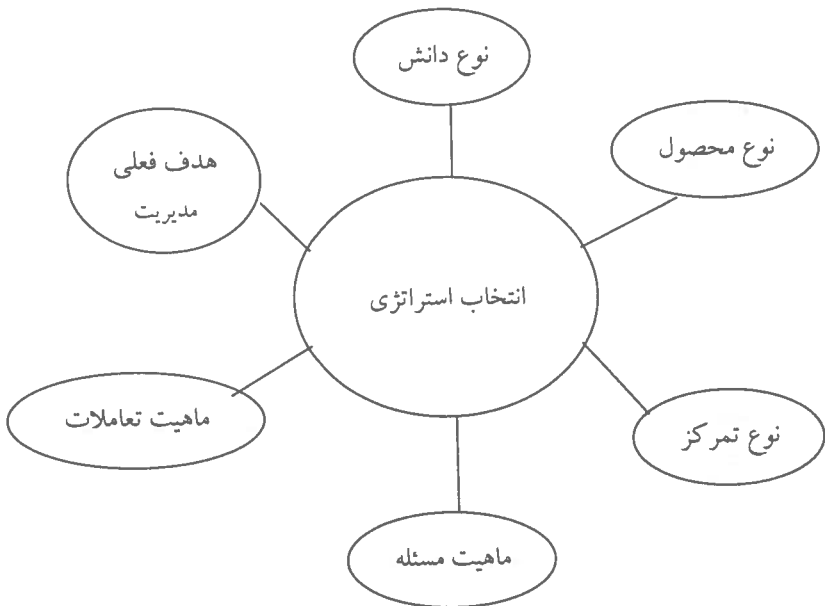 نوع دانش
نوع محصول
هدف فعلی
مدیریت
انتخاب استراتژی
ماهیت تعاملات
نوع تمرکز
ماهیت مسئله